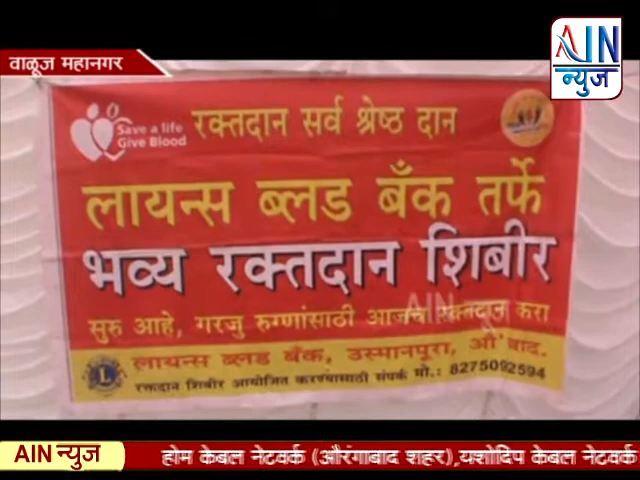 वाळूज महानगर
AIN
न्युज
Save a life
Give Blood
रक्तदान सर्व श्रेष्ठ दान
लायन्स ब्लड बँक तर्फे
भव्य रक्तदान शिबीर
सुरु आहे, गरजु रुग्णांसाठी आजच रक्तदान करा
AIN न्यूज
लायन्स ब्लड बँक, उस्मानपूरा, औ'बाद.
रक्तदान शिबीर आयोजित करण्यासाठी संपर्क मो.: 8275092594
AIN न्युज
होम केबल नेटवर्क (औरंगाबाद शहर),यशोदिप केबल नेटवर्क